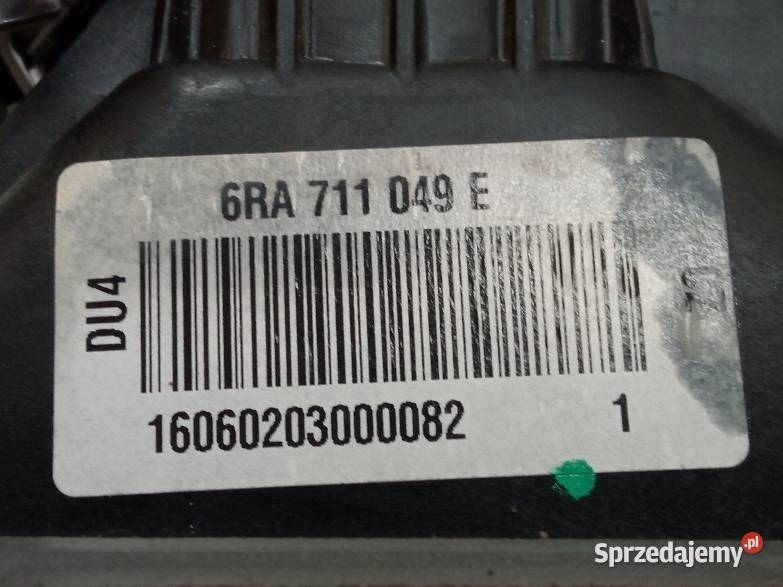 6RA 711 049 E
DU4
16060203000082 1
Sprzedajemy.pl